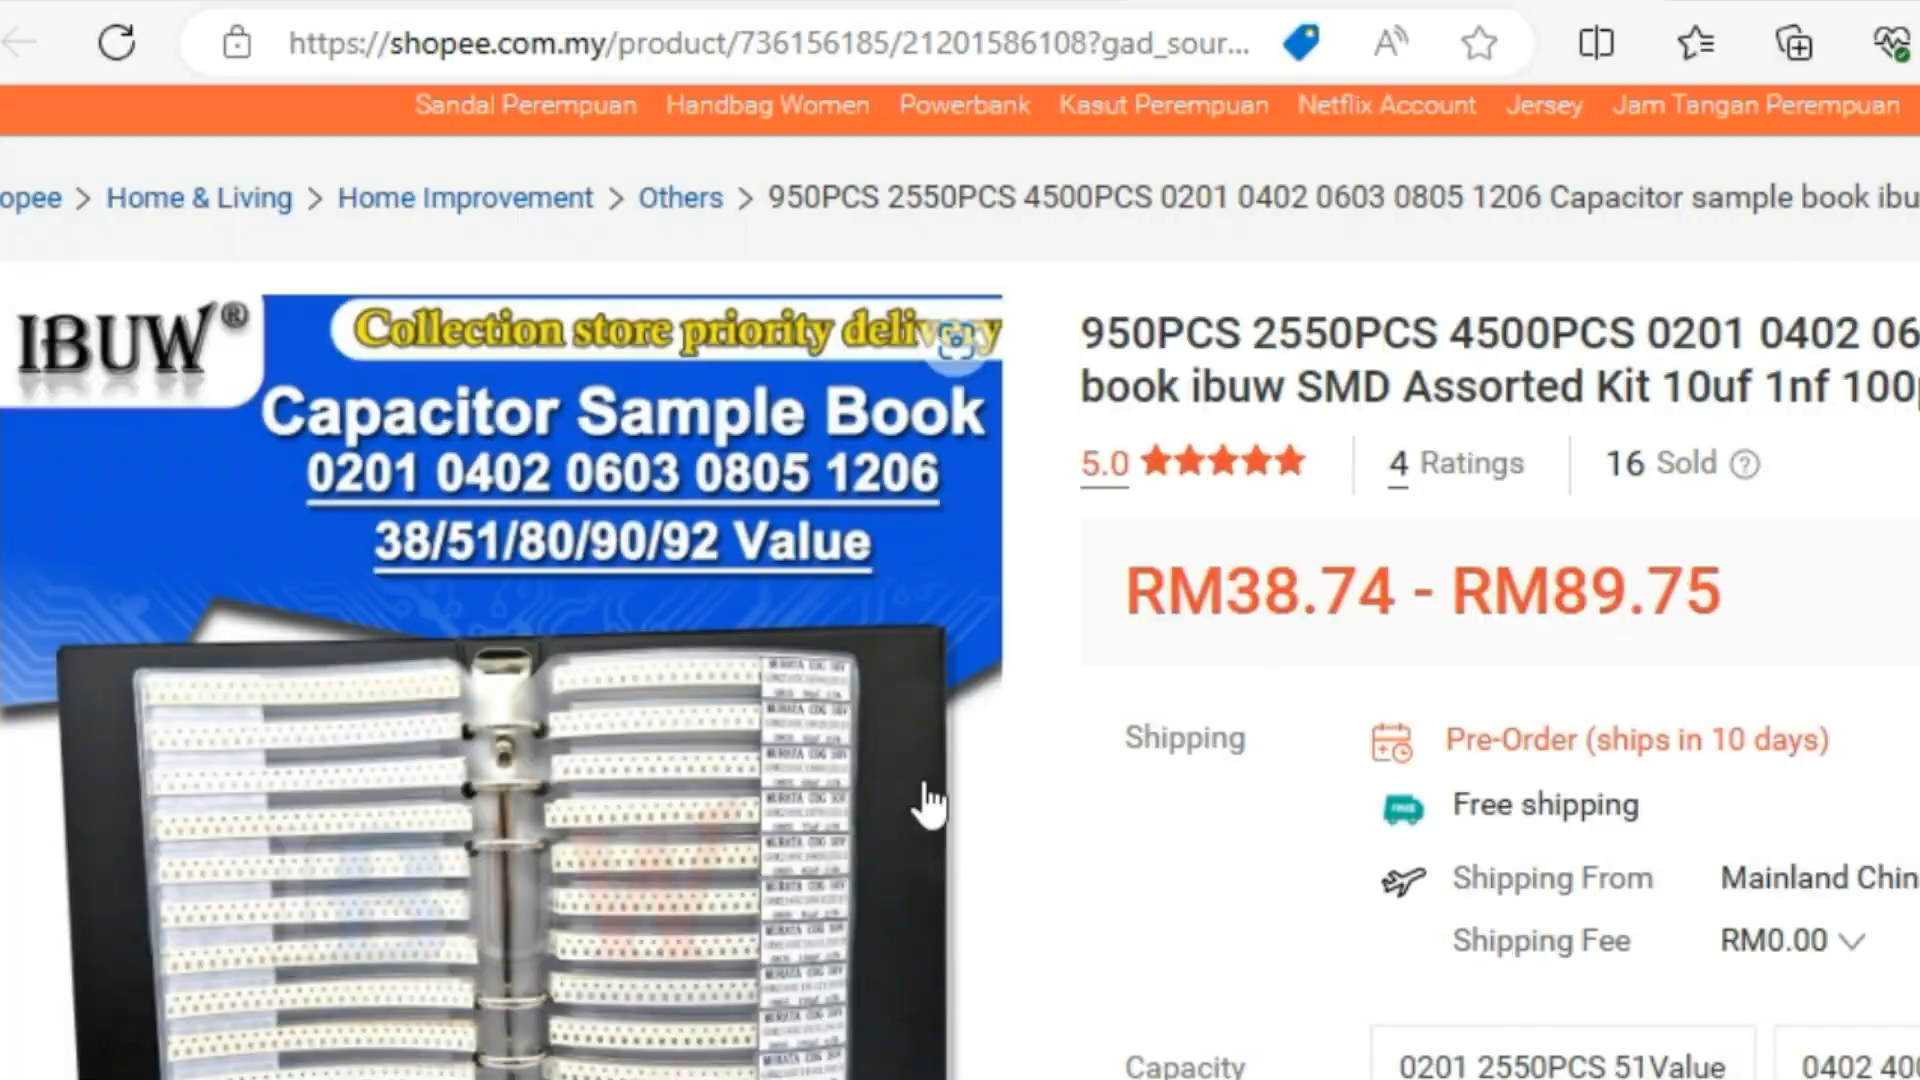 https://shopee.com.my/product/736156185/21201586108?gad_sour...
Sandal Perempuan Handbag Women Powerbank Kasut Perempuan Netflix Account Jersey Jam Tangan Perempuan
opee > Home & Living > Home Improvement > Others > 950PCS 2550PCS 4500PCS 0201 0402 0603 0805 1206 Capacitor sample book ibu
IBUW®
Collection store priority delivery
Capacitor Sample Book
0201 0402 0603 0805 1206
38/51/80/90/92 Value
950PCS 2550PCS 4500PCS 0201 0402 06
book ibuw SMD Assorted Kit 10uf 1nf 100p
5.0 4 Ratings 16 Sold
RM38.74 - RM89.75
Shipping
Pre-Order (ships in 10 days)
FREE Free shipping
Shipping From Mainland Chin
Shipping Fee RM0.00
Capacity 0201 2550PCS 51Value 0402 400